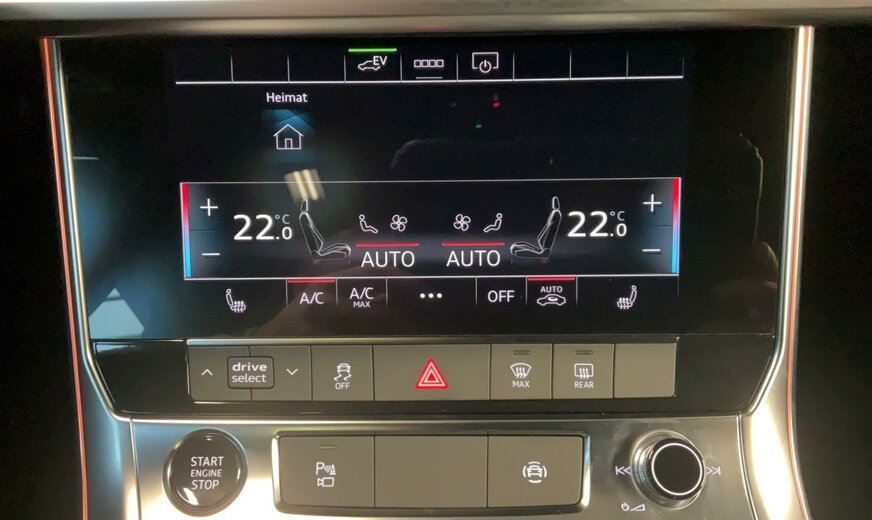 EV
Heimat
+ 22.0 °C 22.0 °C +
− AUTO AUTO −
A/C A/C MAX ••• OFF AUTO
drive select
OFF MAX REAR
START ENGINE STOP
P